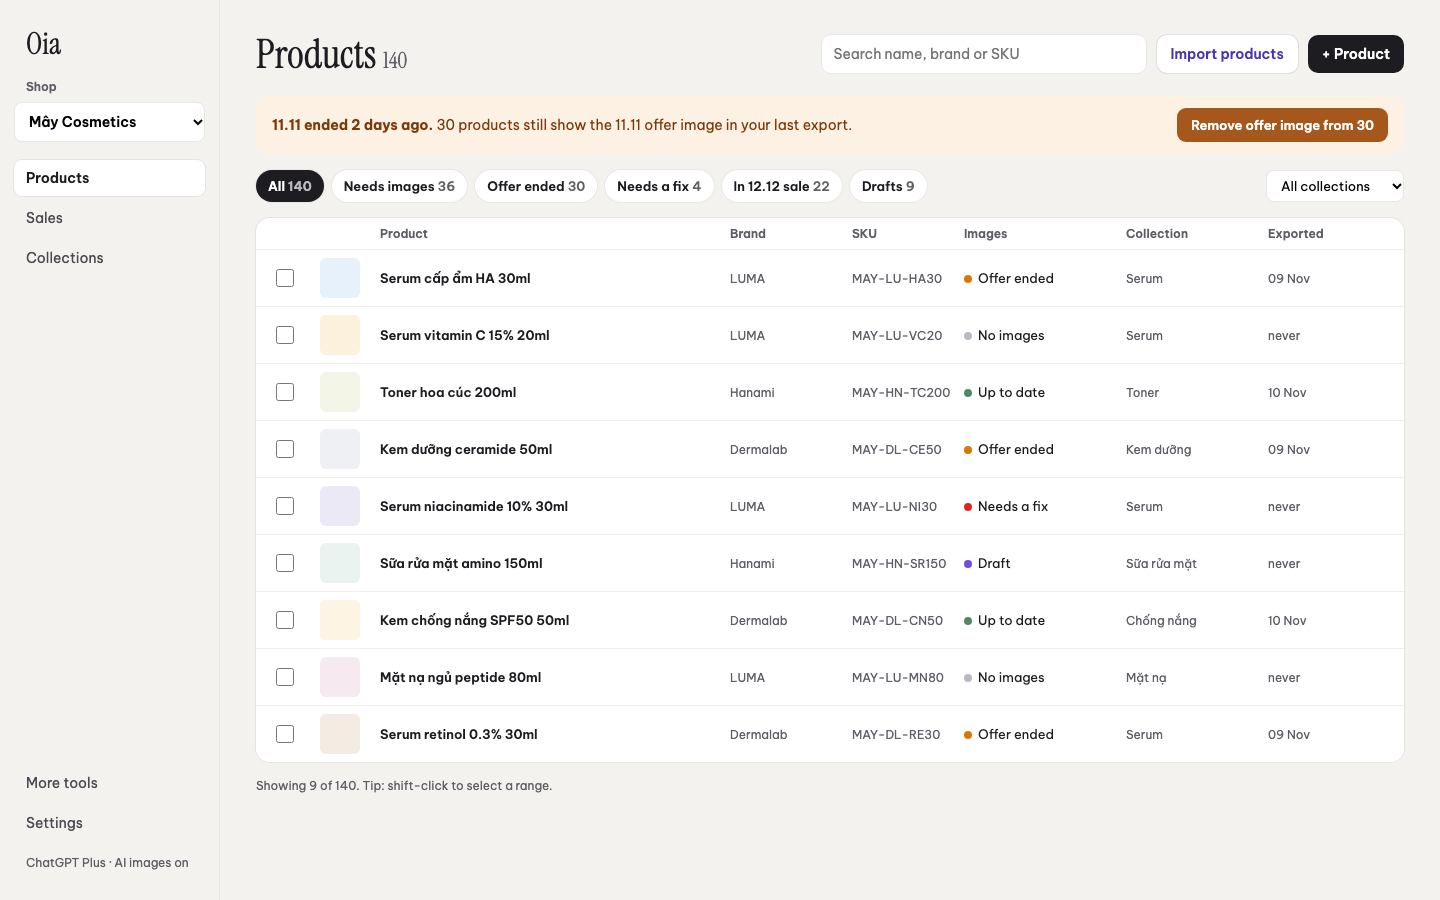 Oia
Shop
Mây Cosmetics
Products
Sales
Collections
More tools
Settings
ChatGPT Plus · AI images on
Products 140
Search name, brand or SKU
Import products
+ Product
11.11 ended 2 days ago. 30 products still show the 11.11 offer image in your last export.
Remove offer image from 30
All 140 Needs images 36 Offer ended 30 Needs a fix 4 In 12.12 sale 22 Drafts 9 All collections
Product Brand SKU Images Collection Exported
Serum cấp ẩm HA 30ml LUMA MAY-LU-HA30 Offer ended Serum 09 Nov
Serum vitamin C 15% 20ml LUMA MAY-LU-VC20 No images Serum never
Toner hoa cúc 200ml Hanami MAY-HN-TC200 Up to date Toner 10 Nov
Kem dưỡng ceramide 50ml Dermalab MAY-DL-CE50 Offer ended Kem dưỡng 09 Nov
Serum niacinamide 10% 30ml LUMA MAY-LU-NI30 Needs a fix Serum never
Sữa rửa mặt amino 150ml Hanami MAY-HN-SR150 Draft Sữa rửa mặt never
Kem chống nắng SPF50 50ml Dermalab MAY-DL-CN50 Up to date Chống nắng 10 Nov
Mặt nạ ngủ peptide 80ml LUMA MAY-LU-MN80 No images Mặt nạ never
Serum retinol 0.3% 30ml Dermalab MAY-DL-RE30 Offer ended Serum 09 Nov
Showing 9 of 140. Tip: shift-click to select a range.